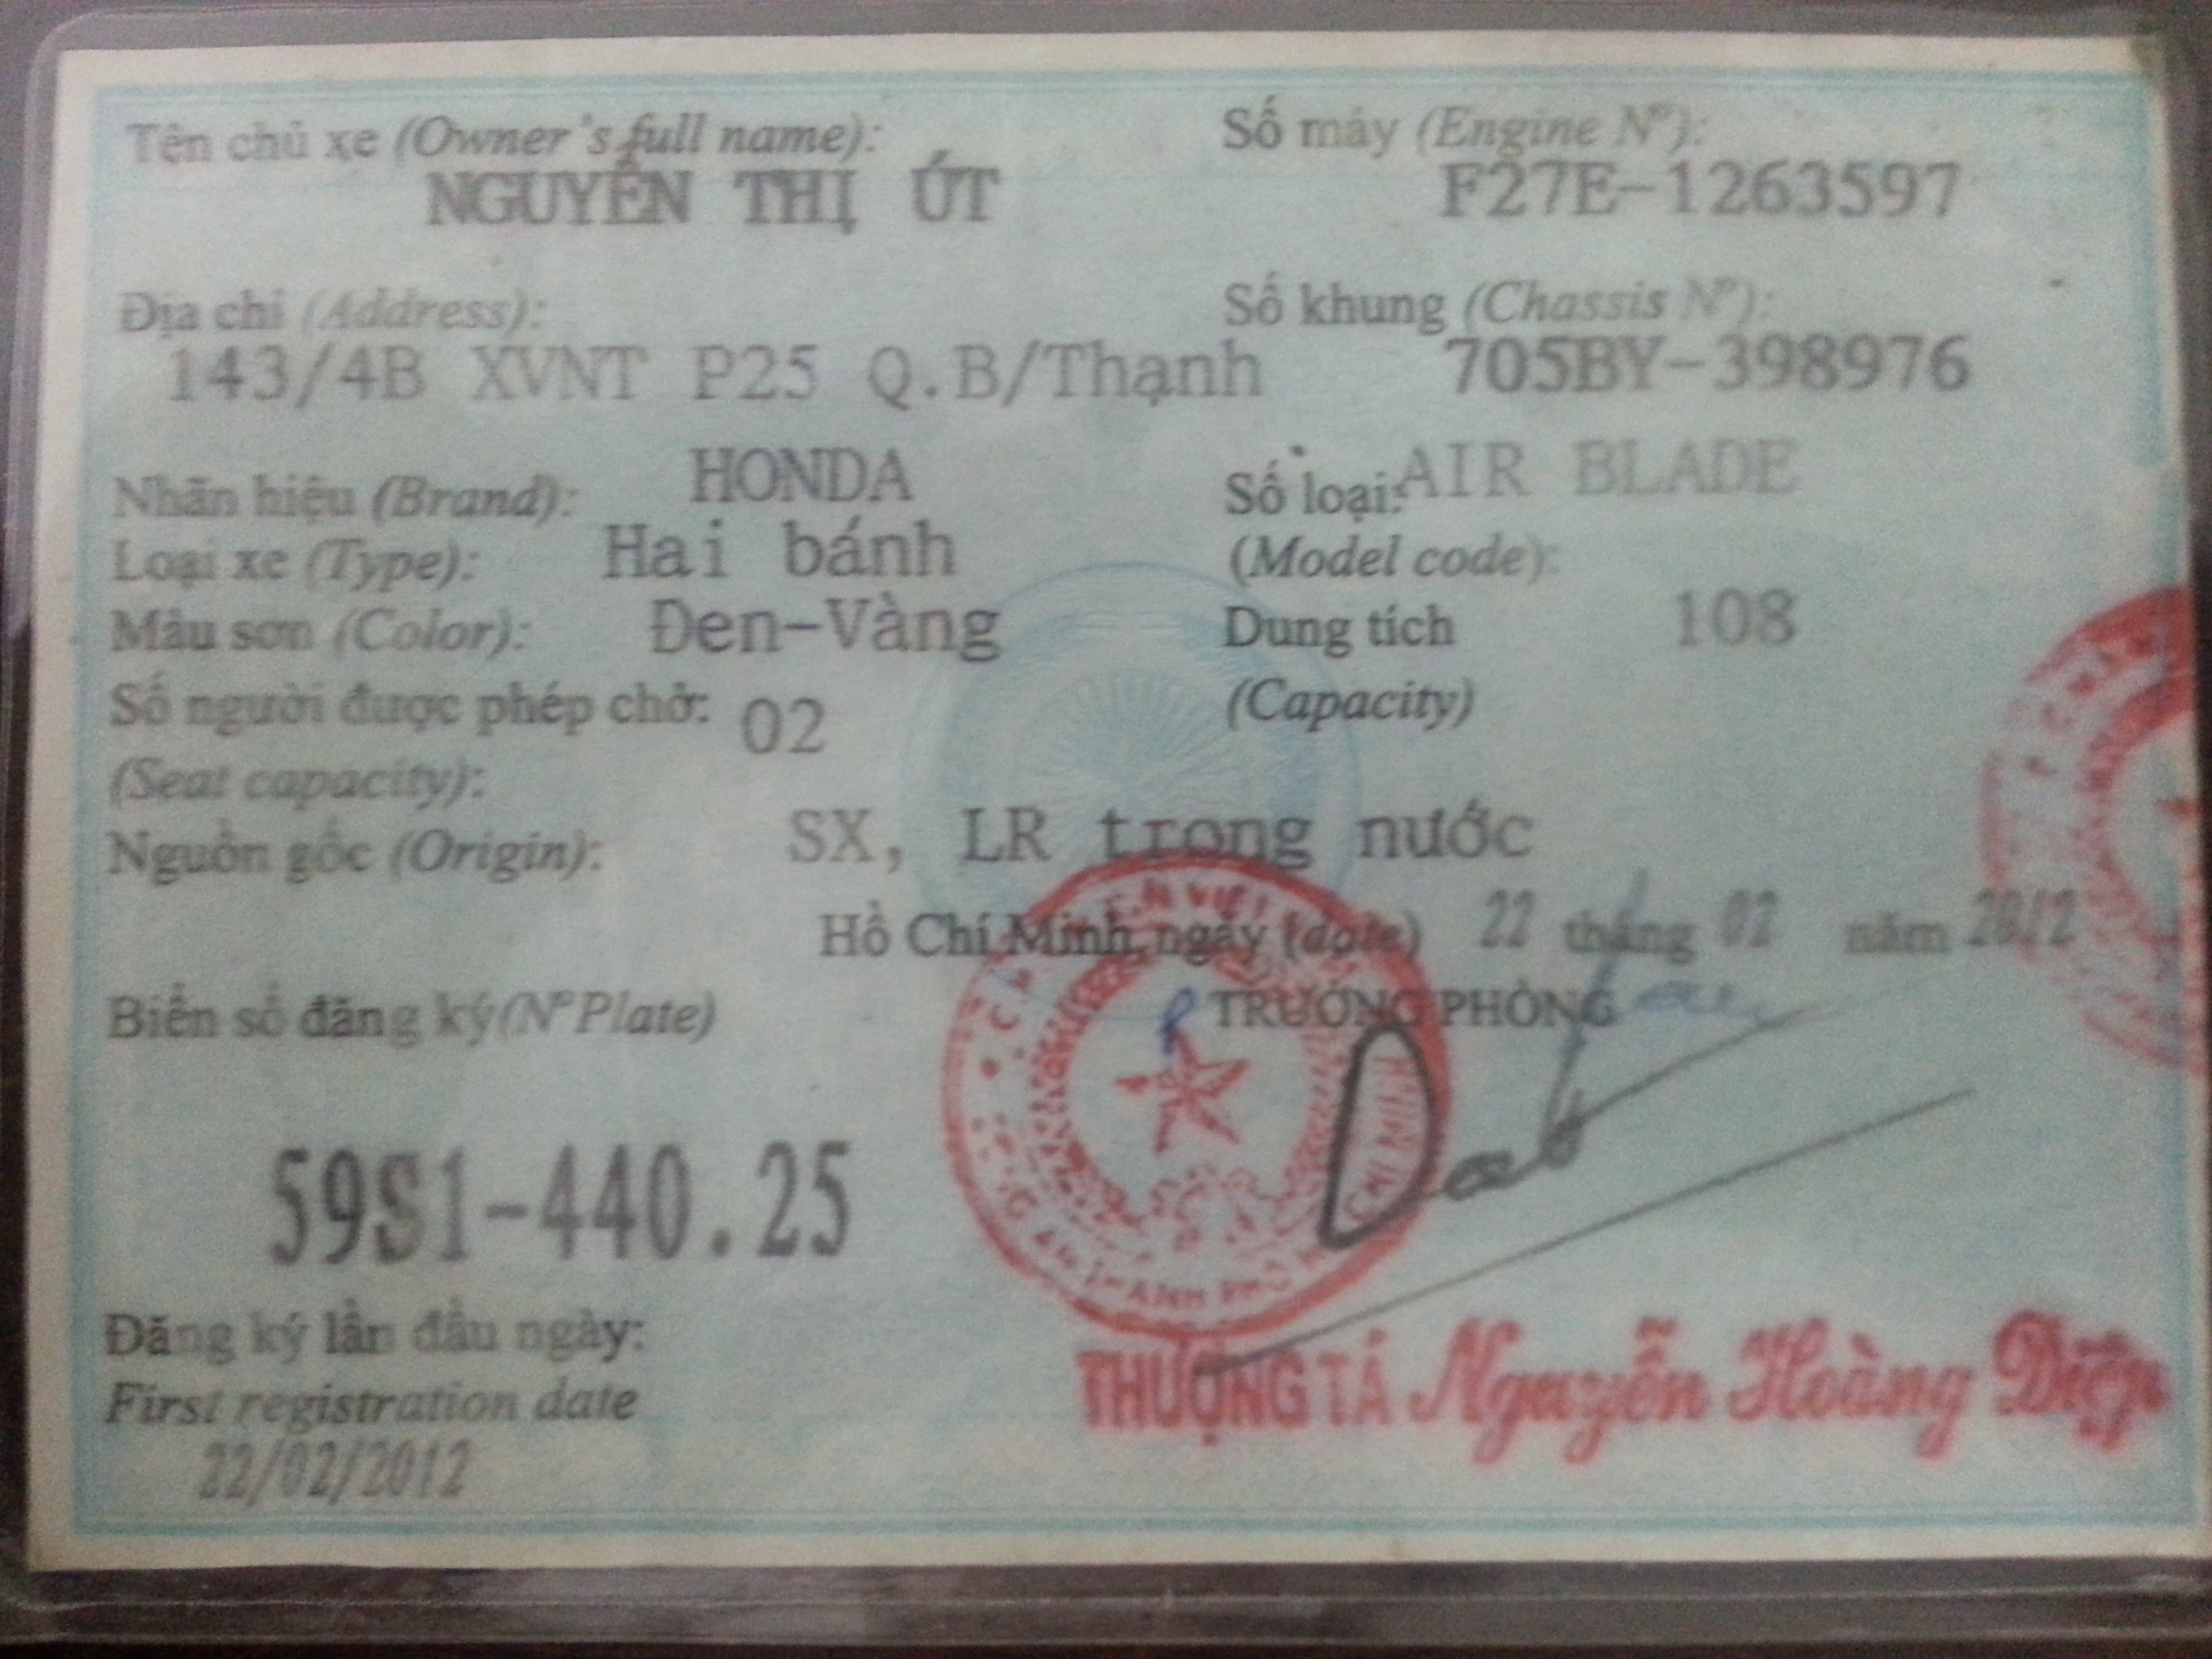 Tên chủ xe (Owner's full name): Số máy (Engine Nº):
NGUYỄN THỊ ÚT F27E-12635597
Địa chỉ (Address): Số khung (Chassis Nº):
143/4B XVNT P25 Q.B/Thạnh 705BY-398976
Nhãn hiệu (Brand): HONDA Số loại: AIR BLADE
Loại xe (Type): Hai bánh (Model code):
Màu sơn (Color): Đen-Vàng Dung tích 108
Số người được phép chở: 02 (Capacity)
(Seat capacity):
Nguồn gốc (Origin): SX, LR trong nước
Hồ Chí Minh, ngày (date) 22 tháng 02 năm 2012
Biển số đăng ký (Nº Plate) TRƯỞNG PHÒNG
59S1-440.25
Đăng ký lần đầu ngày:
First registration date
22/02/2012
THƯỢNG TÁ Nguyễn Hoàng Diệp